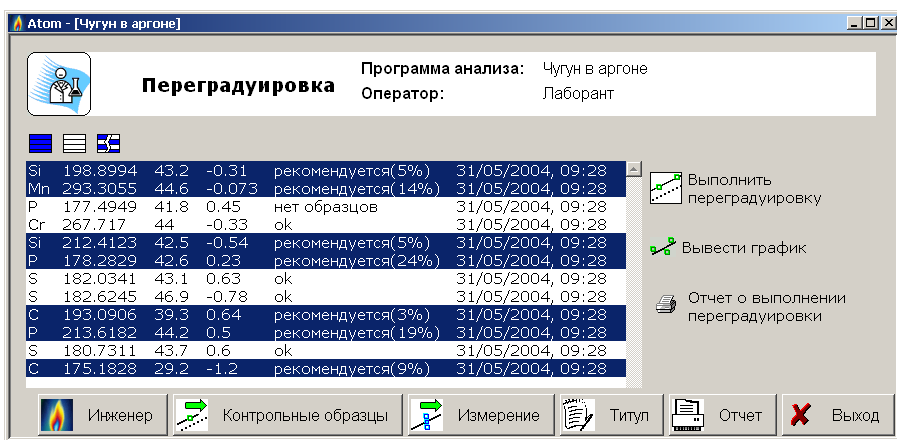 Atom - [Чугун в аргоне]
Переградуировка
Программа анализа: Чугун в аргоне
Оператор: Лаборант
Si 198.8994 43.2 -0.31 рекомендуется(5%) 31/05/2004, 09:28
Mn 293.3055 44.6 -0.073 рекомендуется(14%) 31/05/2004, 09:28
P 177.4949 41.8 0.45 нет образцов 31/05/2004, 09:28
Cr 267.717 44 -0.33 ok 31/05/2004, 09:28
Si 212.4123 42.5 -0.54 рекомендуется(5%) 31/05/2004, 09:28
P 178.2829 42.6 0.23 рекомендуется(24%) 31/05/2004, 09:28
S 182.0341 43.1 0.63 ok 31/05/2004, 09:28
S 182.6245 46.9 -0.78 ok 31/05/2004, 09:28
C 193.0906 39.3 0.64 рекомендуется(3%) 31/05/2004, 09:28
P 213.6182 44.2 0.5 рекомендуется(19%) 31/05/2004, 09:28
S 180.7311 43.7 0.6 ok 31/05/2004, 09:28
C 175.1828 29.2 -1.2 рекомендуется(9%) 31/05/2004, 09:28
Выполнить
переградуировку
Вывести график
Отчет о выполнении
переградуировки
Инженер
Контрольные образцы
Измерение
Титул
Отчет
Выход